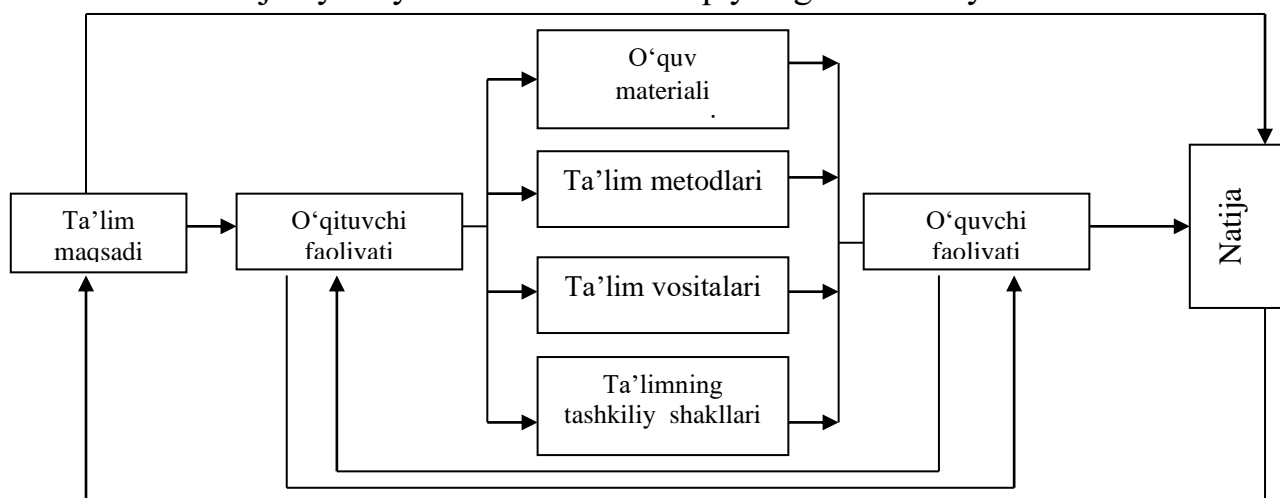 Ta’lim
maqsadi
O‘qituvchi
faoliyati
O‘quv
materiali
.
Ta’lim metodlari
Ta’lim vositalari
Ta’limning
tashkiliy shakllari
O‘quvchi
faoliyati
Natija